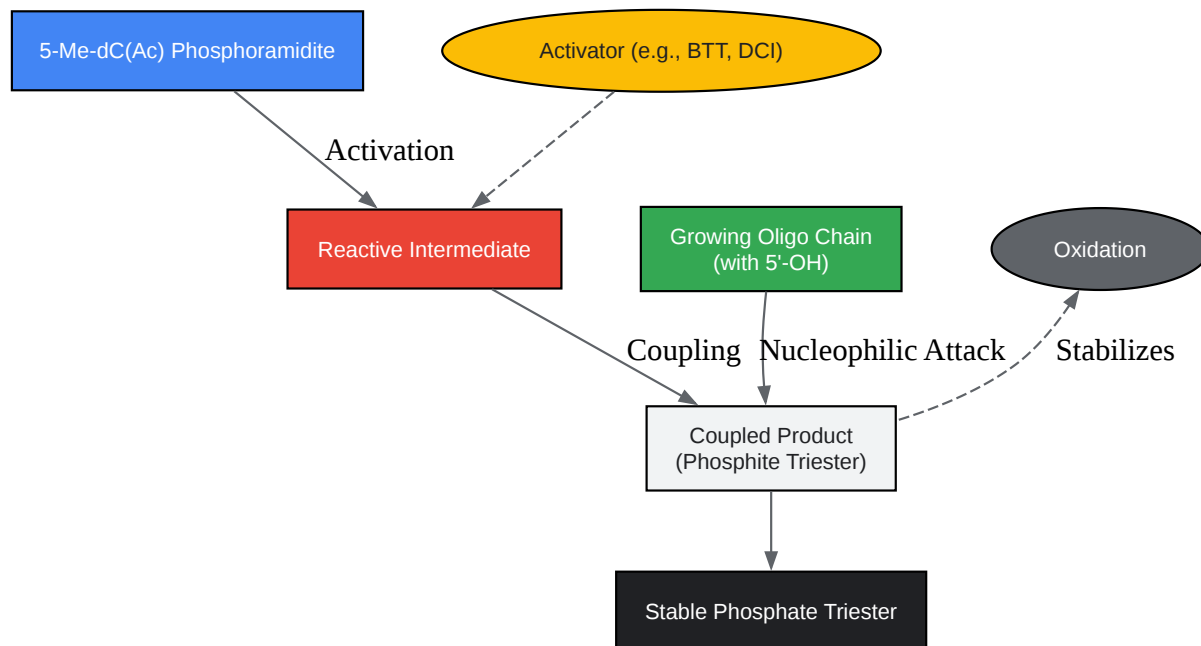 5-Me-dC(Ac) Phosphoramidite
Activator (e.g., BTT, DCI)
Activation
Reactive Intermediate
Growing Oligo Chain
(with 5'-OH)
Oxidation
Coupling
Nucleophilic Attack
Stabilizes
Coupled Product
(Phosphite Triester)
Stable Phosphate Triester